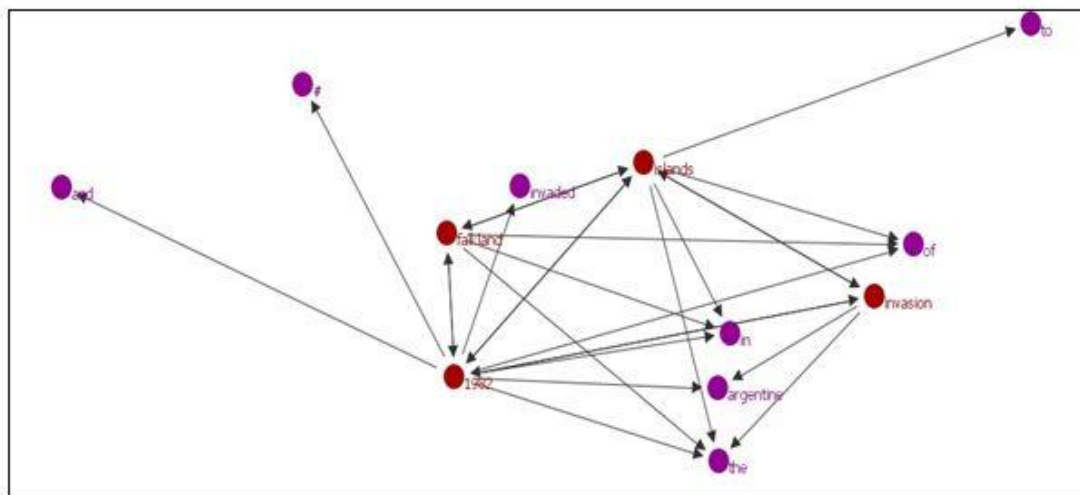 to
#
islands
and
invaded
falkland
of
invasion
in
1982
argentine
the